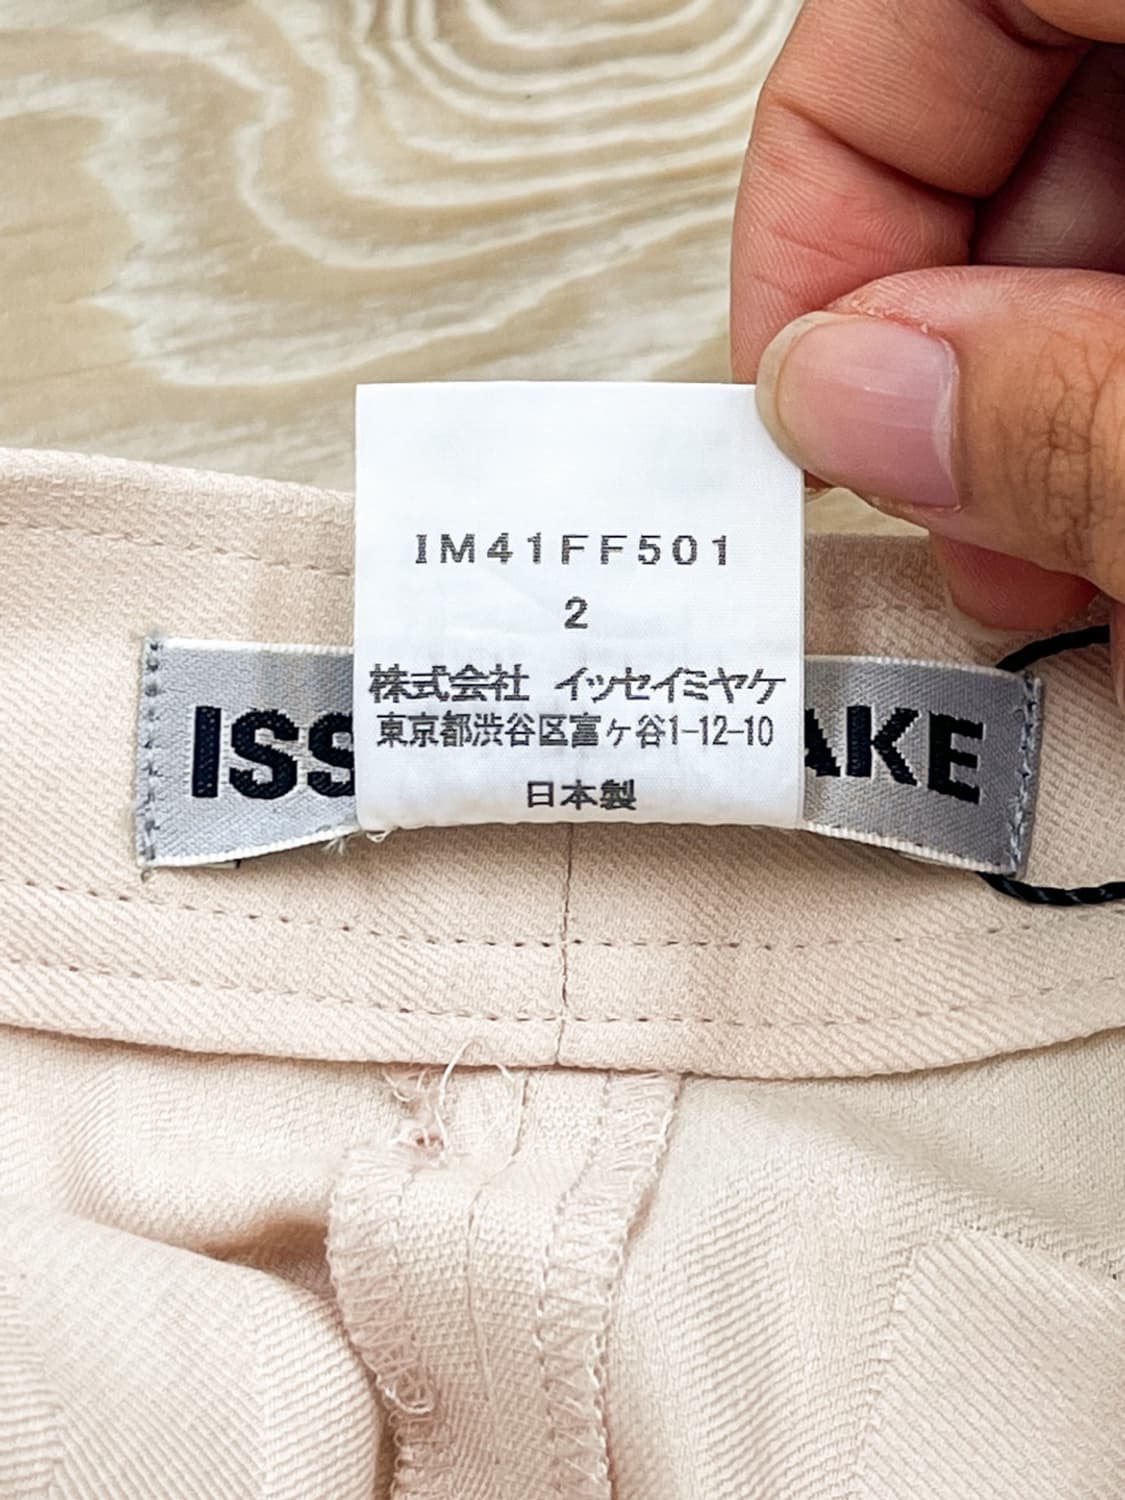 IM41FF501
2
株式会社 イッセイミヤケ
東京都渋谷区富ヶ谷1-12-10
日本製
ISS AKE